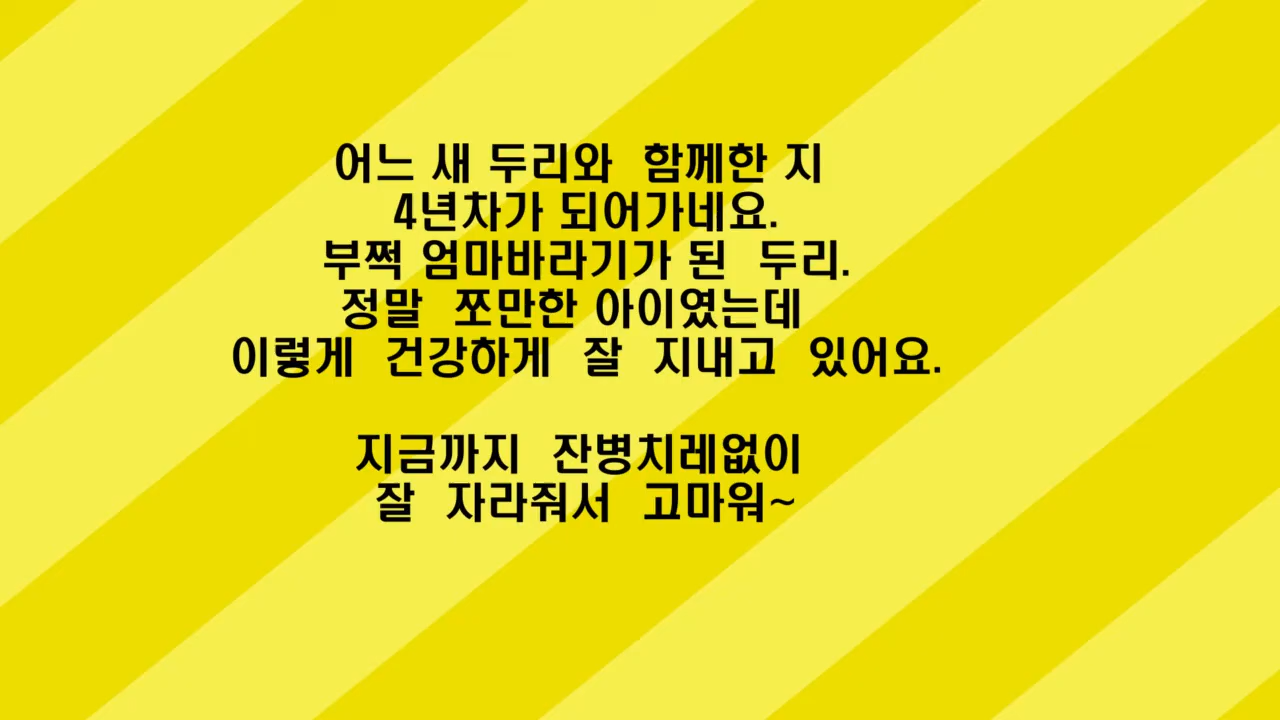 어느 새 두리와 함께한 지
4년차가 되어가네요.
부쩍 엄마바라기가 된 두리.
정말 쪼만한 아이였는데
이렇게 건강하게 잘 지내고 있어요.
지금까지 잔병치레없이
잘 자라줘서 고마워~